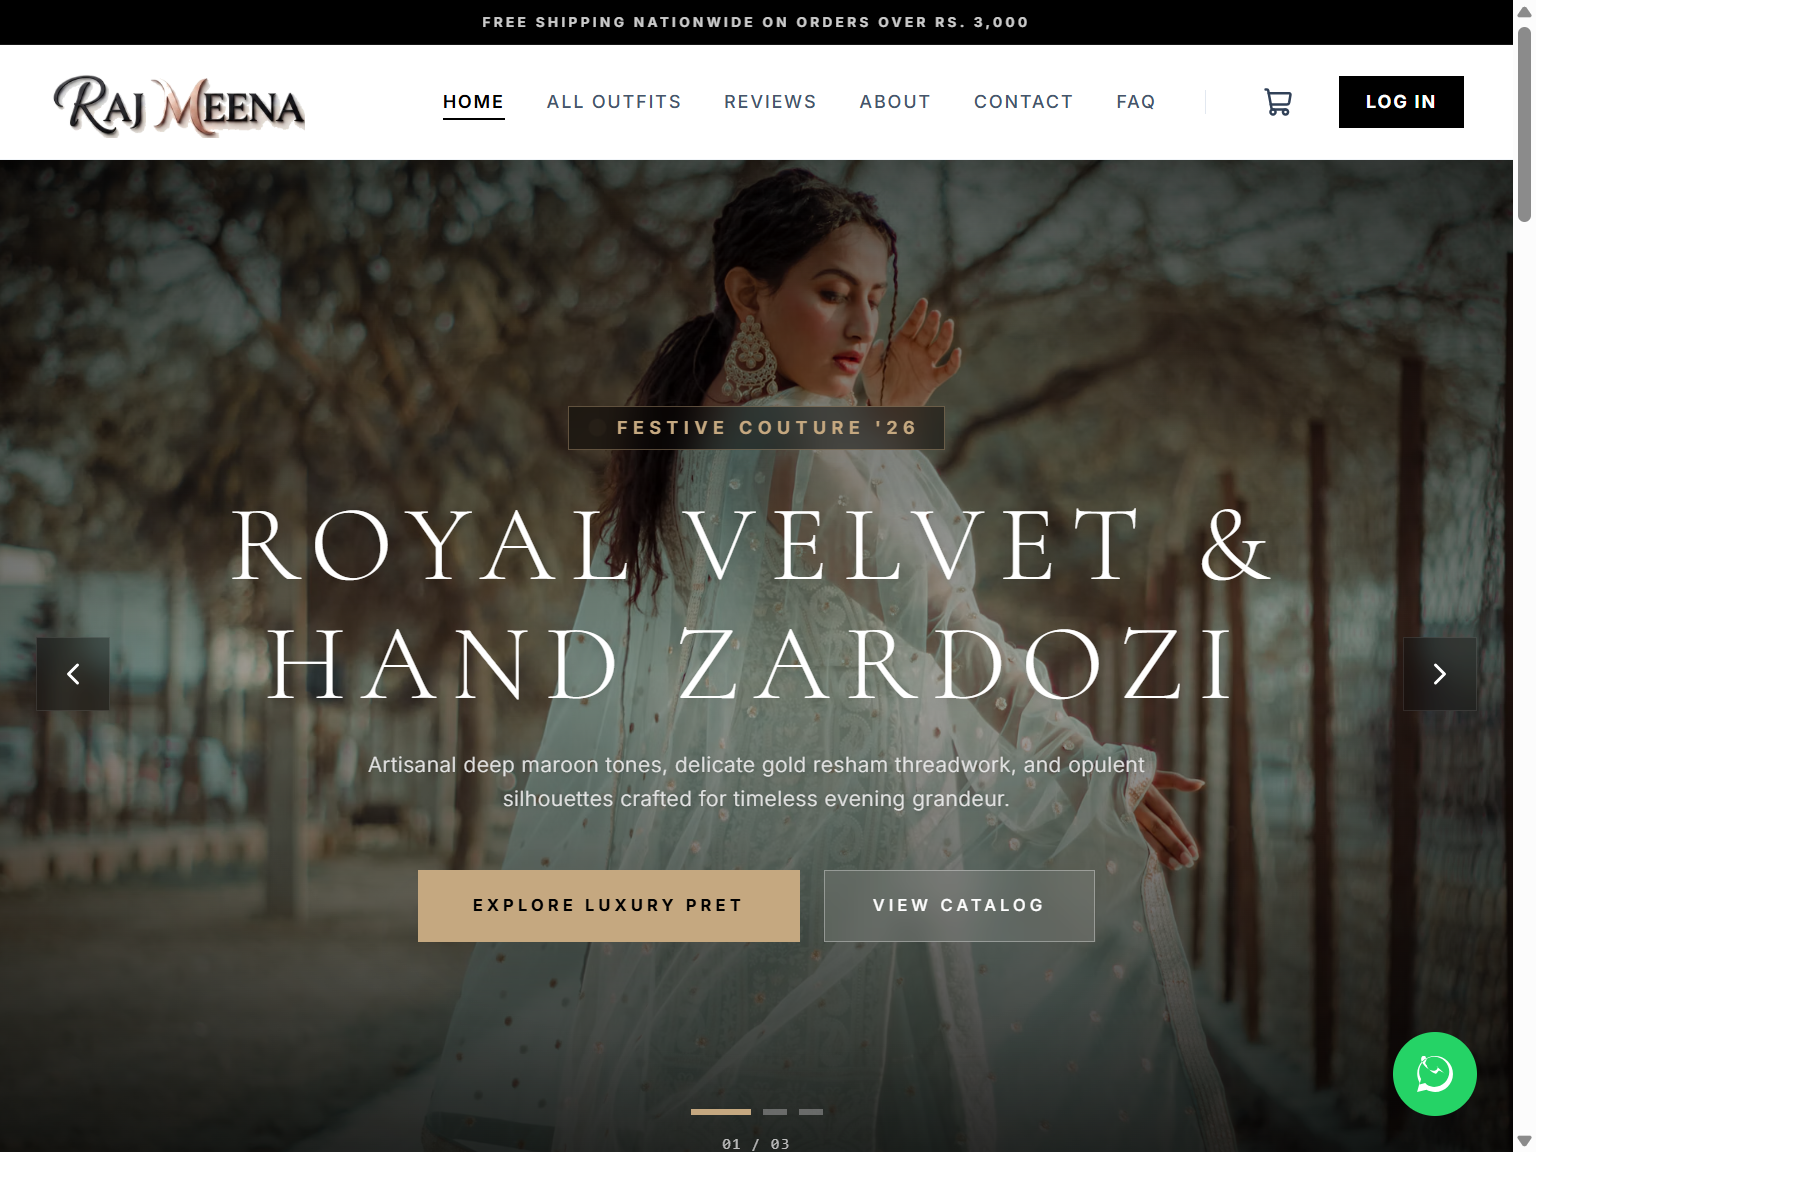 FREE SHIPPING NATIONWIDE ON ORDERS OVER RS. 3,000
RAJ MEENA
HOME
ALL OUTFITS
REVIEWS
ABOUT
CONTACT
FAQ
LOG IN
FESTIVE COUTURE '26
ROYAL VELVET &
HAND ZARDOZI
Artisanal deep maroon tones, delicate gold resham threadwork, and opulent
silhouettes crafted for timeless evening grandeur.
EXPLORE LUXURY PRET
VIEW CATALOG
01 / 03